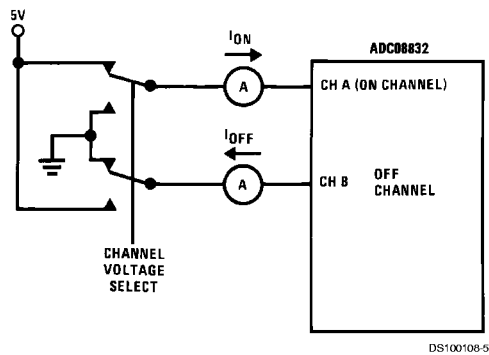 5V
ION
ADC08832
A
CH A (ON CHANNEL)
IOFF
A
CH B OFF
CHANNEL
CHANNEL
VOLTAGE
SELECT
DS100108-5